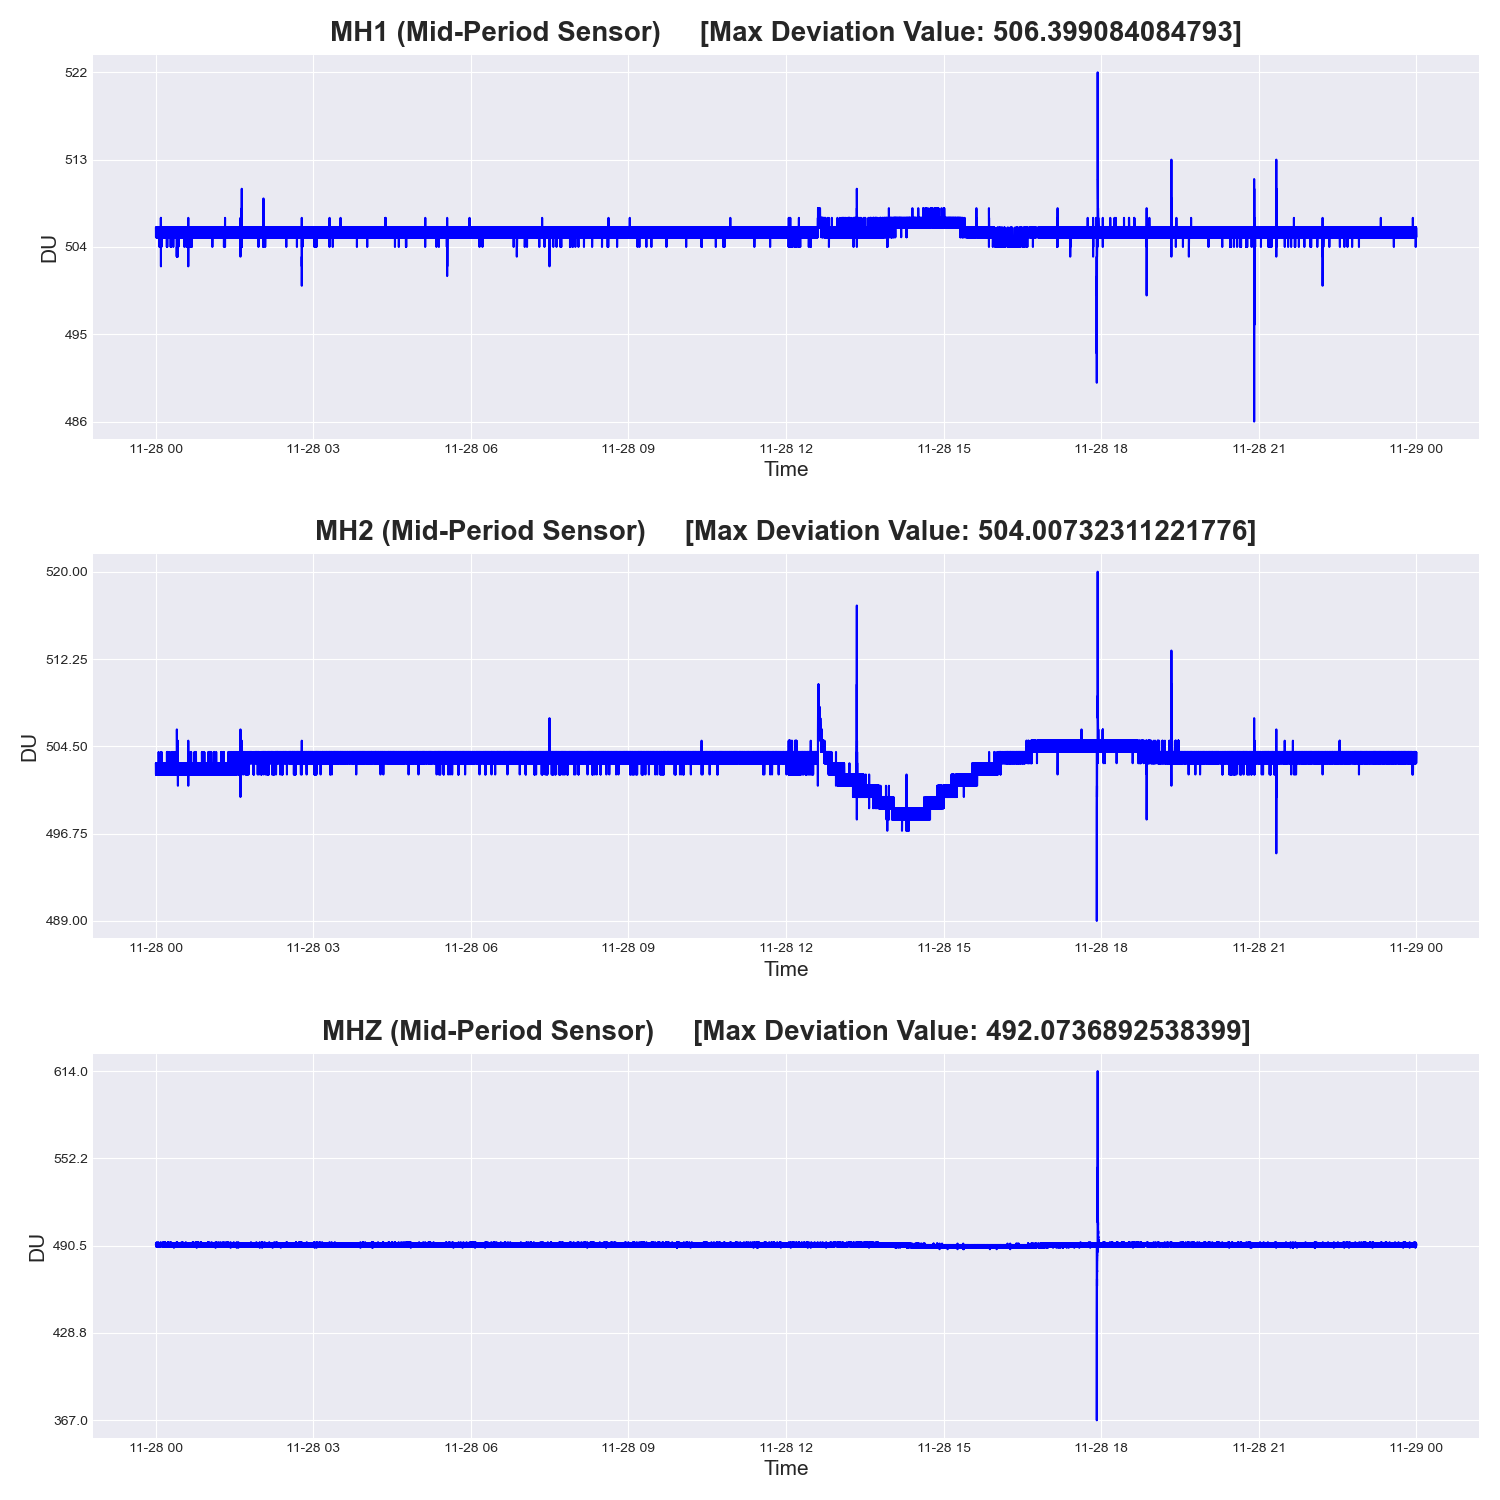 MH1 (Mid-Period Sensor) [Max Deviation Value: 506.399084084793]
522
513
504
495
486
DU
11-28 00 11-28 03 11-28 06 11-28 09 11-28 12 11-28 15 11-28 18 11-28 21 11-29 00
Time
MH2 (Mid-Period Sensor) [Max Deviation Value: 504.00732311221776]
520.00
512.25
504.50
496.75
489.00
DU
11-28 00 11-28 03 11-28 06 11-28 09 11-28 12 11-28 15 11-28 18 11-28 21 11-29 00
Time
MHZ (Mid-Period Sensor) [Max Deviation Value: 492.0736892538399]
614.0
552.2
490.5
428.8
367.0
DU
11-28 00 11-28 03 11-28 06 11-28 09 11-28 12 11-28 15 11-28 18 11-28 21 11-29 00
Time